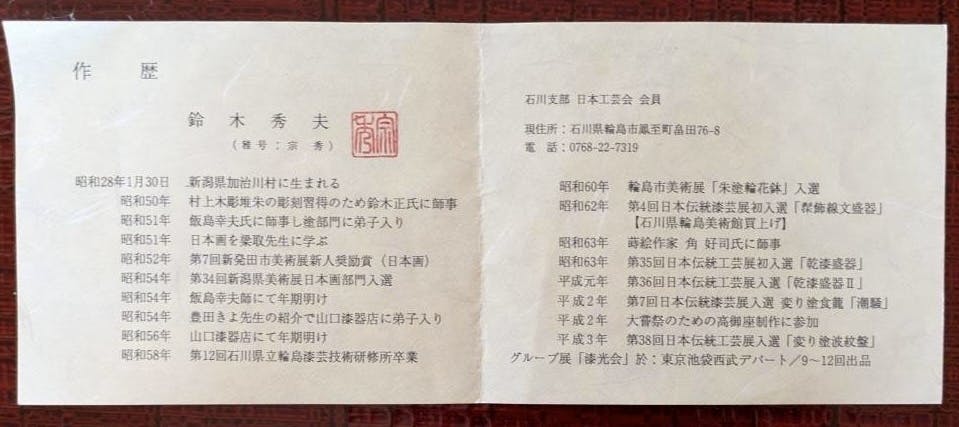 作歴
鈴木秀夫
(雅号:宗秀)
宗秀
昭和28年1月30日 新潟県加治川村に生まれる
昭和50年 村上木彫堆朱の彫刻習得のため鈴木正氏に師事
昭和51年 飯島幸夫氏に師事し塗部門に弟子入り
昭和51年 日本画を梁取先生に学ぶ
昭和52年 第7回新発田市美術展新人奨励賞(日本画)
昭和54年 第34回新潟県美術展日本画部門入選
昭和54年 飯島幸夫師にて年期明け
昭和54年 豊田きよ先生の紹介で山口漆器店に弟子入り
昭和56年 山口漆器店にて年期明け
昭和58年 第12回石川県立輪島漆芸技術研修所卒業
石川支部 日本工芸会 会員
現住所:石川県輪島市鳳至町畠田76-8
電話:0768-22-7319
昭和60年 輪島市美術展「朱塗輪花鉢」入選
昭和62年 第4回日本伝統漆芸展初入選「髹飾線文盛器」
【石川県輪島美術館買上げ】
昭和63年 蒔絵作家 角 好司氏に師事
昭和63年 第35回日本伝統工芸展初入選「乾漆盛器」
平成元年 第36回日本伝統工芸展入選「乾漆盛器Ⅱ」
平成2年 第7回日本伝統漆芸展入選 変り塗食籠「潮騒」
平成2年 大嘗祭のための高御座制作に参加
平成3年 第38回日本伝統工芸展入選「変り塗波紋盤」
グループ展「漆光会」於:東京池袋西武デパート/9〜12回出品